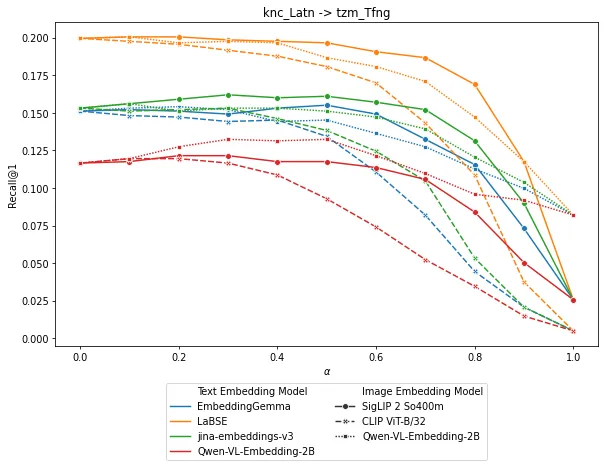 knc_Latn -> tzm_Tfng
Recall@1
0.200
0.175
0.150
0.125
0.100
0.075
0.050
0.025
0.000
0.0 0.2 0.4 0.6 0.8 1.0
α
Text Embedding Model
EmbeddingGemma
LaBSE
jina-embeddings-v3
Qwen-VL-Embedding-2B
Image Embedding Model
SigLIP 2 So400m
CLIP ViT-B/32
Qwen-VL-Embedding-2B